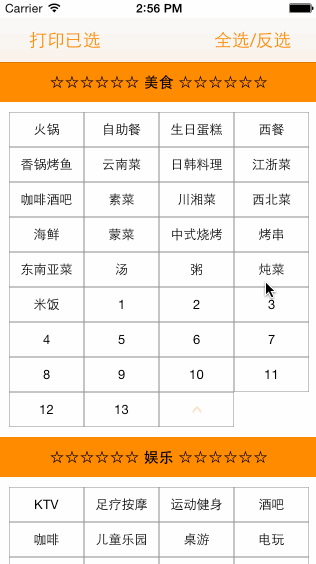 Carrier 2:56 PM
打印已选 全选/反选
☆☆☆☆☆☆ 美食 ☆☆☆☆☆☆
火锅 自助餐 生日蛋糕 西餐
香锅烤鱼 云南菜 日韩料理 江浙菜
咖啡酒吧 素菜 川湘菜 西北菜
海鲜 蒙菜 中式烧烤 烤串
东南亚菜 汤 粥 炖菜
米饭 1 2 3
4 5 6 7
8 9 10 11
12 13
☆☆☆☆☆☆ 娱乐 ☆☆☆☆☆☆
KTV 足疗按摩 运动健身 酒吧
咖啡 儿童乐园 桌游 电玩